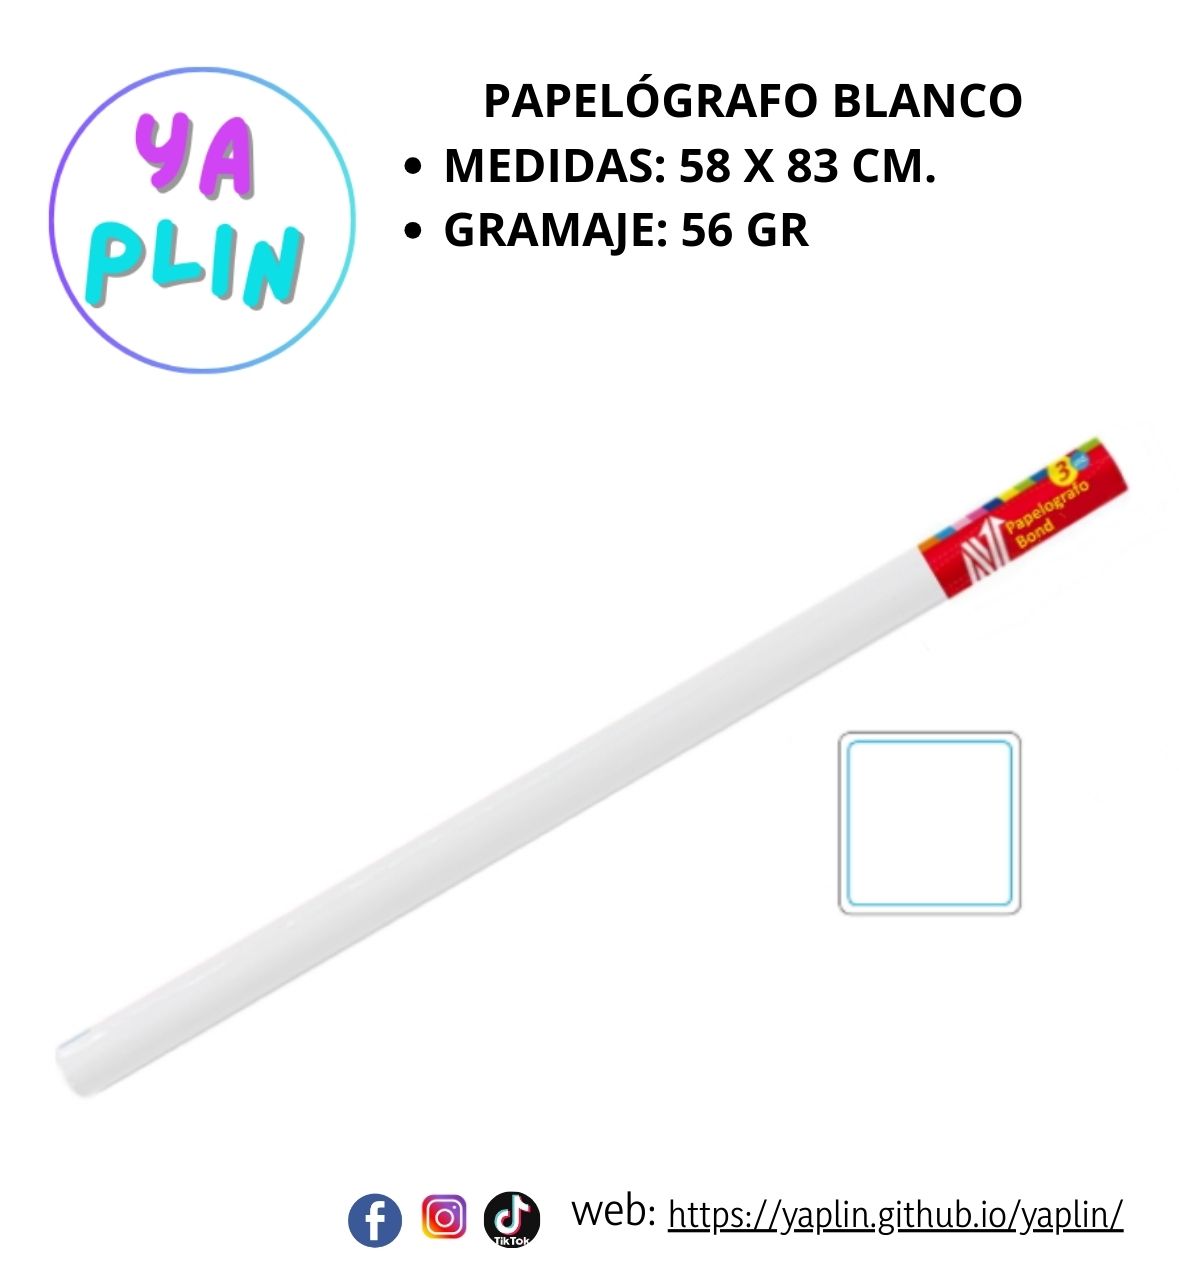 YA
PLIN
PAPELÓGRAFO BLANCO
• MEDIDAS: 58 X 83 CM.
• GRAMAJE: 56 GR
3
Papelografo
Bond
TikTok
web: https://yaplin.github.io/yaplin/